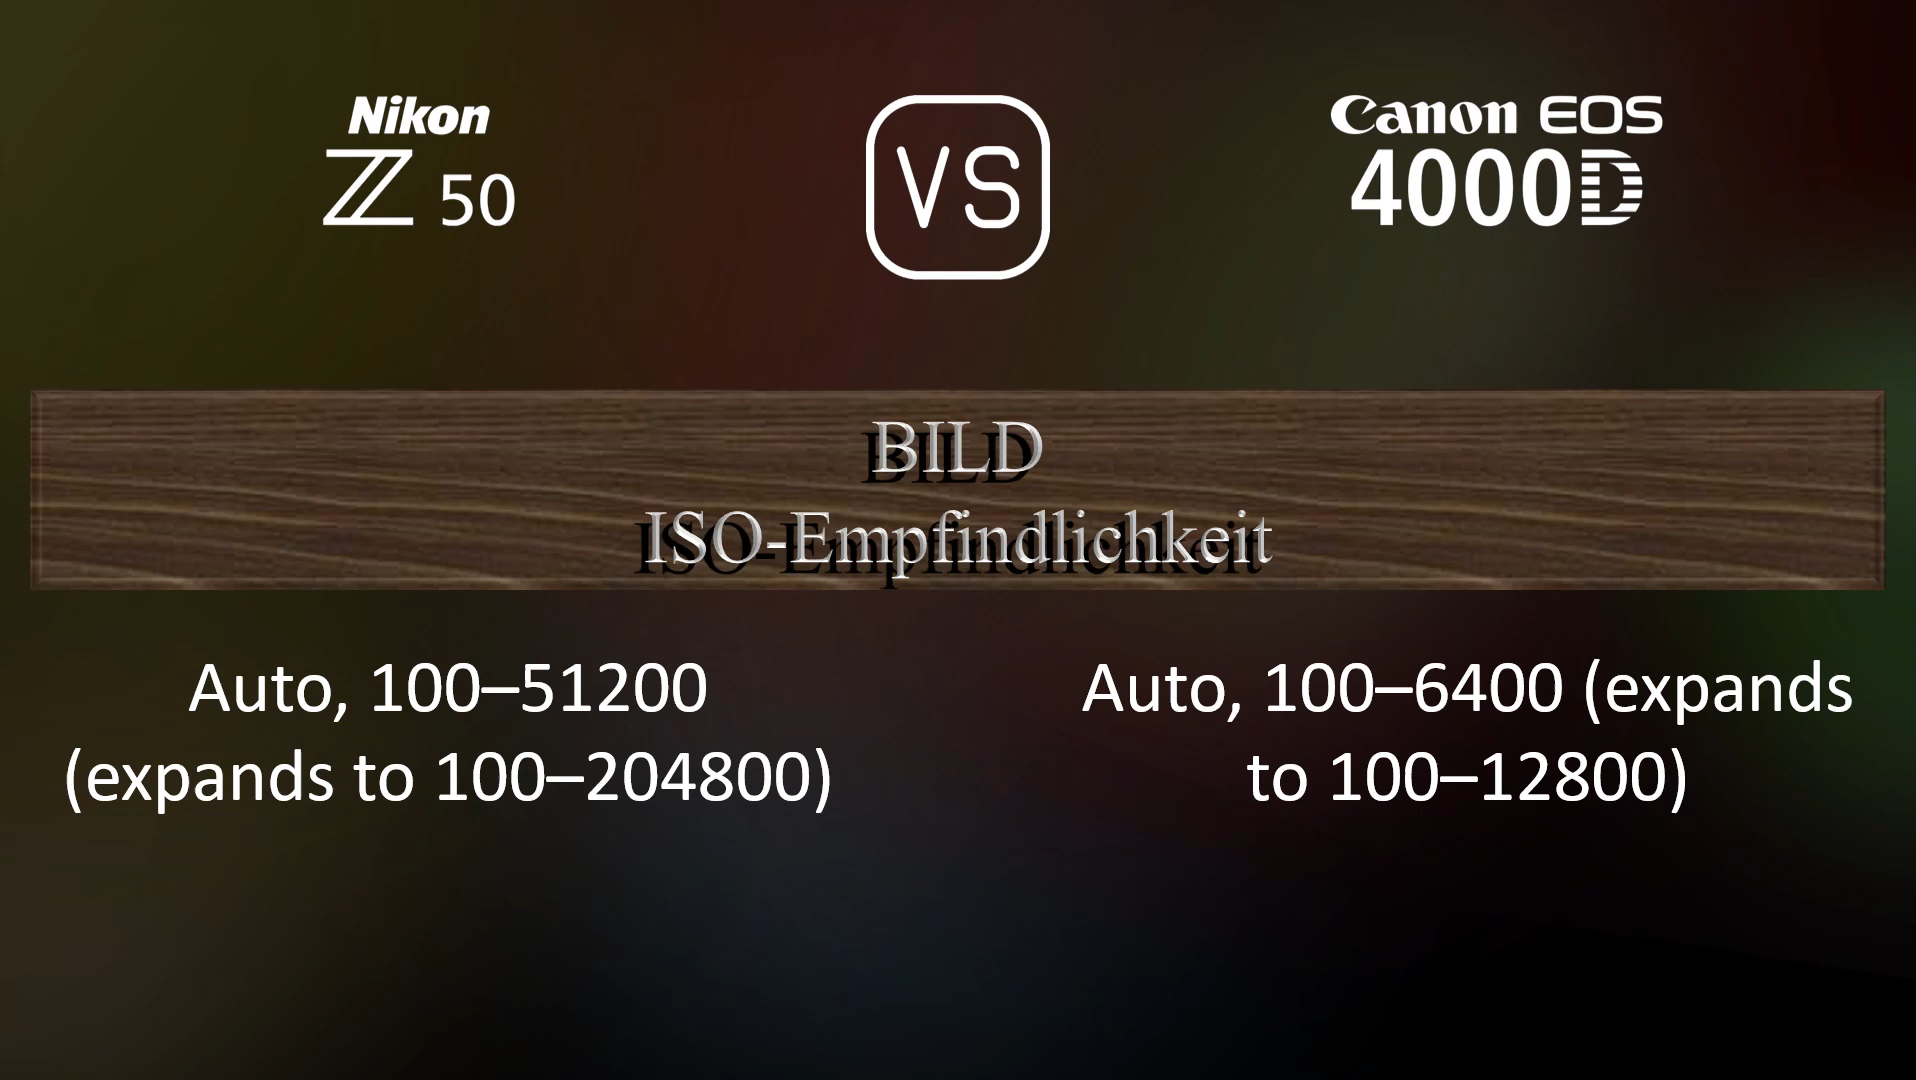 Nikon
Z 50
VS
Canon EOS
4000D
BILD
ISO-Empfindlichkeit
Auto, 100–51200
(expands to 100–204800)
Auto, 100–6400 (expands
to 100–12800)